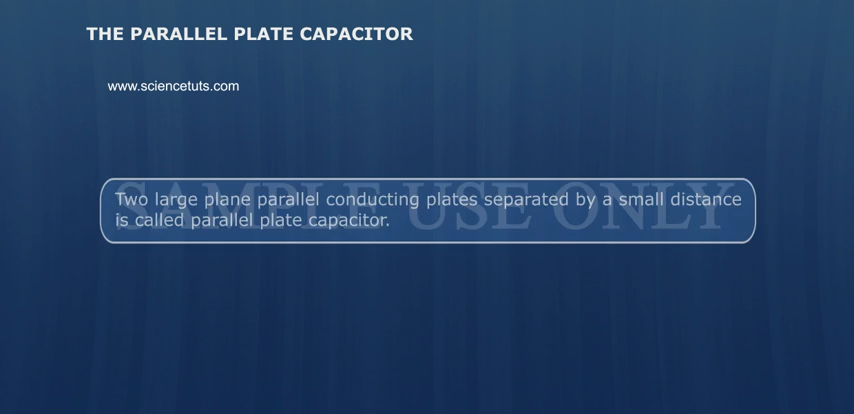 THE PARALLEL PLATE CAPACITOR
www.sciencetuts.com
SAMPLE USE ONLY
Two large plane parallel conducting plates separated by a small distance
is called parallel plate capacitor.